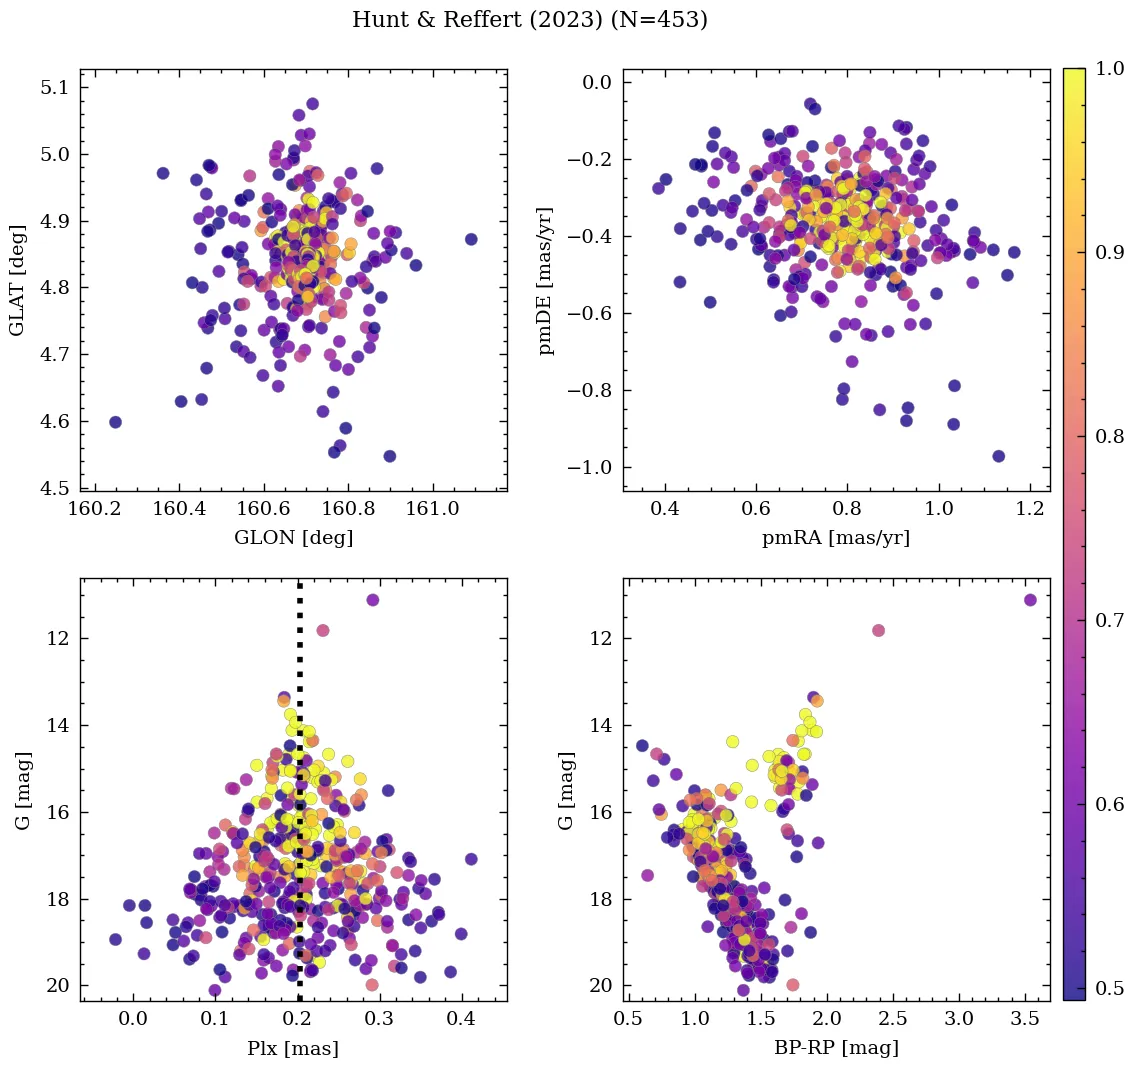 Hunt & Reffert (2023) (N=453)
5.1
5.0
4.9
4.8
4.7
4.6
4.5
GLAT [deg]
160.2 160.4 160.6 160.8 161.0
GLON [deg]
0.0
−0.2
−0.4
−0.6
−0.8
−1.0
pmDE [mas/yr]
0.4 0.6 0.8 1.0 1.2
pmRA [mas/yr]
1.0
0.9
0.8
0.7
0.6
0.5
12
14
16
18
20
G [mag]
0.0 0.1 0.2 0.3 0.4
Plx [mas]
12
14
16
18
20
G [mag]
0.5 1.0 1.5 2.0 2.5 3.0 3.5
BP-RP [mag]